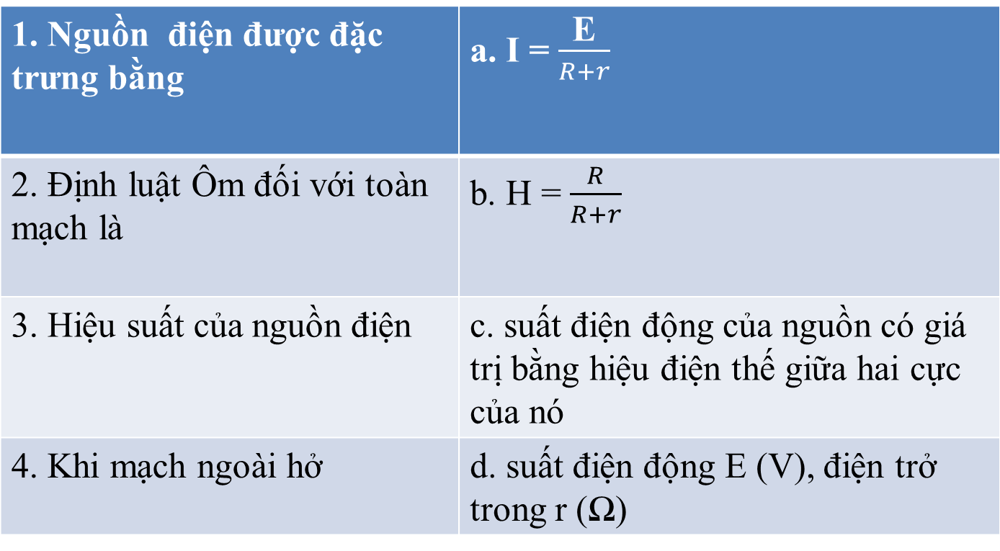 1. Nguồn điện được đặc
trưng bằng
a. I = E/(R+r)
2. Định luật Ôm đối với toàn
mạch là
b. H = R/(R+r)
3. Hiệu suất của nguồn điện
c. suất điện động của nguồn có giá
trị bằng hiệu điện thế giữa hai cực
của nó
4. Khi mạch ngoài hở
d. suất điện động E (V), điện trở
trong r (Ω)